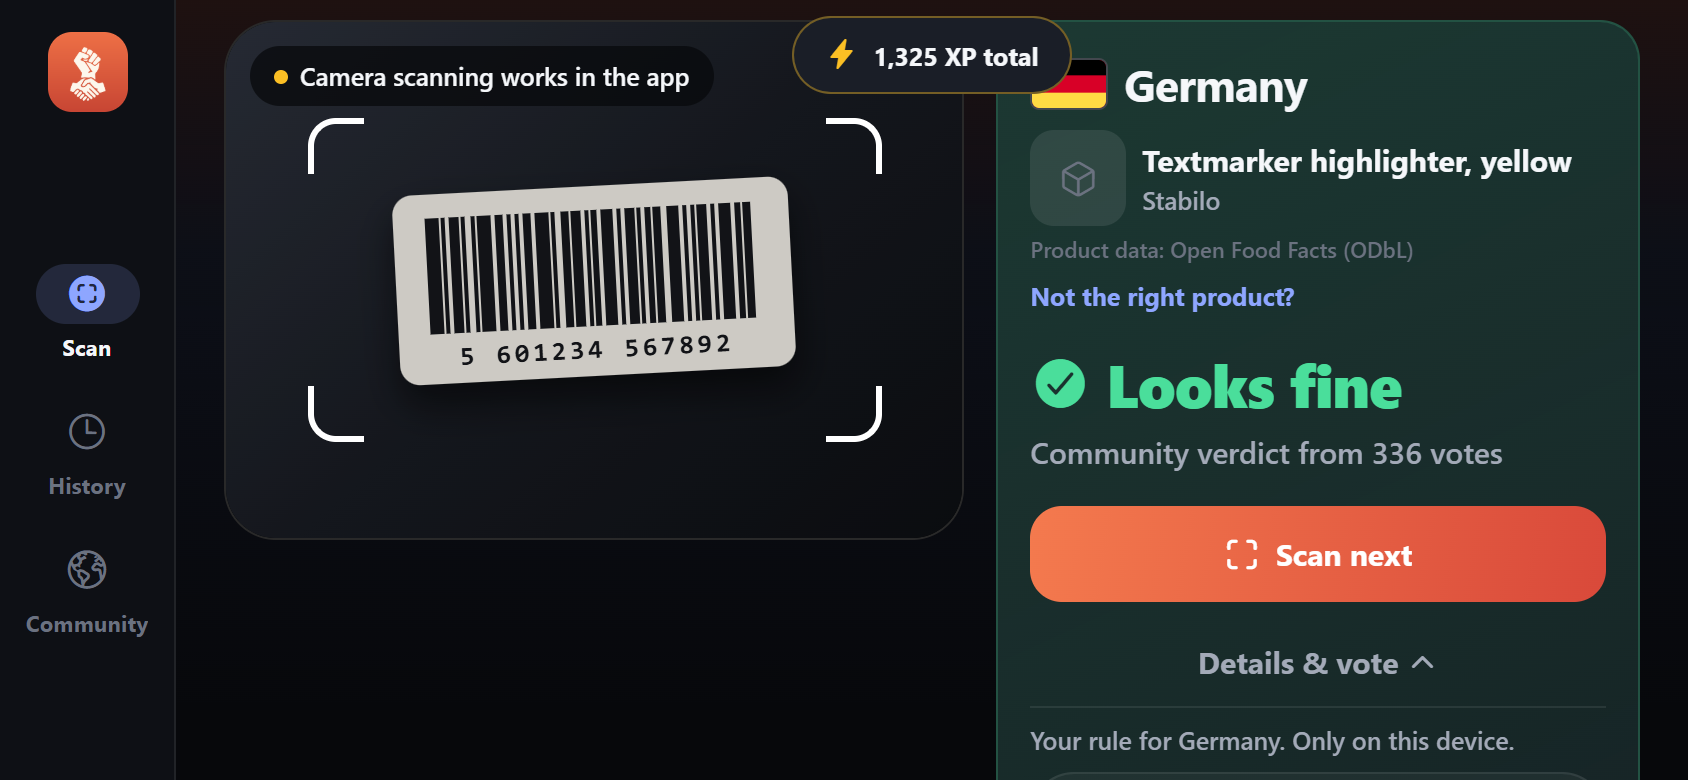 Camera scanning works in the app
1,325 XP total
5 601234 567892
Scan
History
Community
Germany
Textmarker highlighter, yellow
Stabilo
Product data: Open Food Facts (ODbL)
Not the right product?
Looks fine
Community verdict from 336 votes
Scan next
Details & vote
Your rule for Germany. Only on this device.